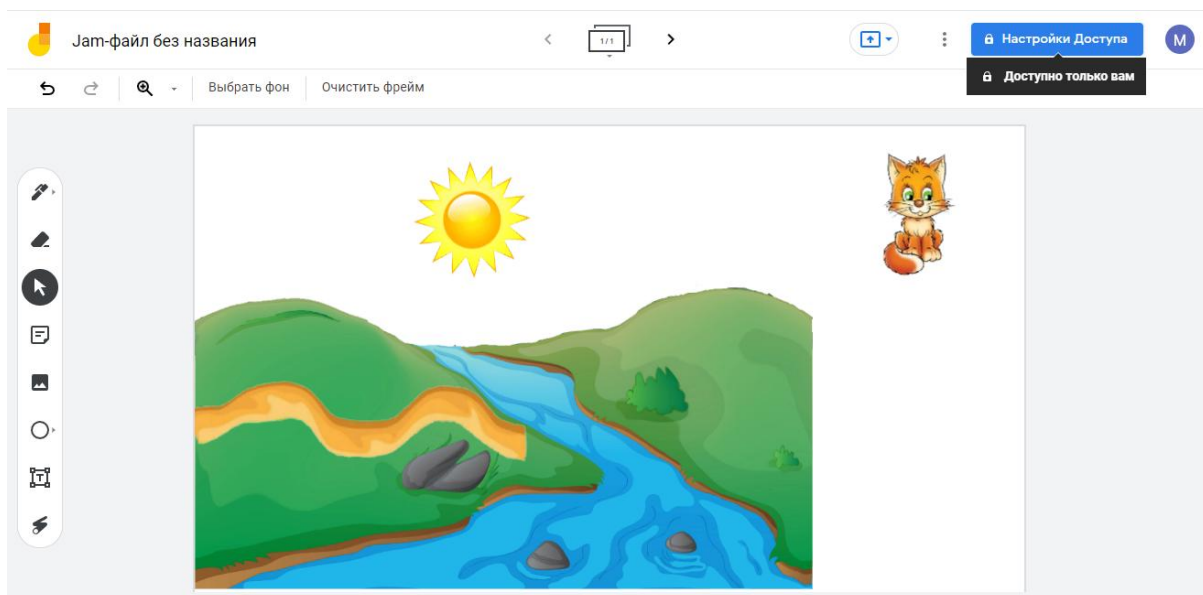 Jam-файл без названия
1/1
Настройки Доступа
M
Доступно только вам
Выбрать фон
Очистить фрейм
T